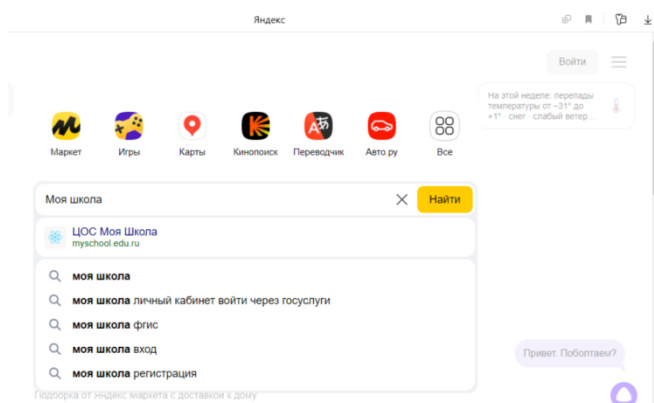 Яндекс
Войти
На этой неделе: перепады
температуры от −31° до
+1° · снег · слабый ветер...
Маркет
Игры
Карты
Кинопоиск
Переводчик
Авто.ру
Все
Моя школа
Найти
ЦОС Моя Школа
myschool.edu.ru
моя школа
моя школа личный кабинет войти через госуслуги
моя школа фгис
моя школа вход
моя школа регистрация
Привет. Поболтаем?
Подборка от Яндекс Маркета с доставкой к дому